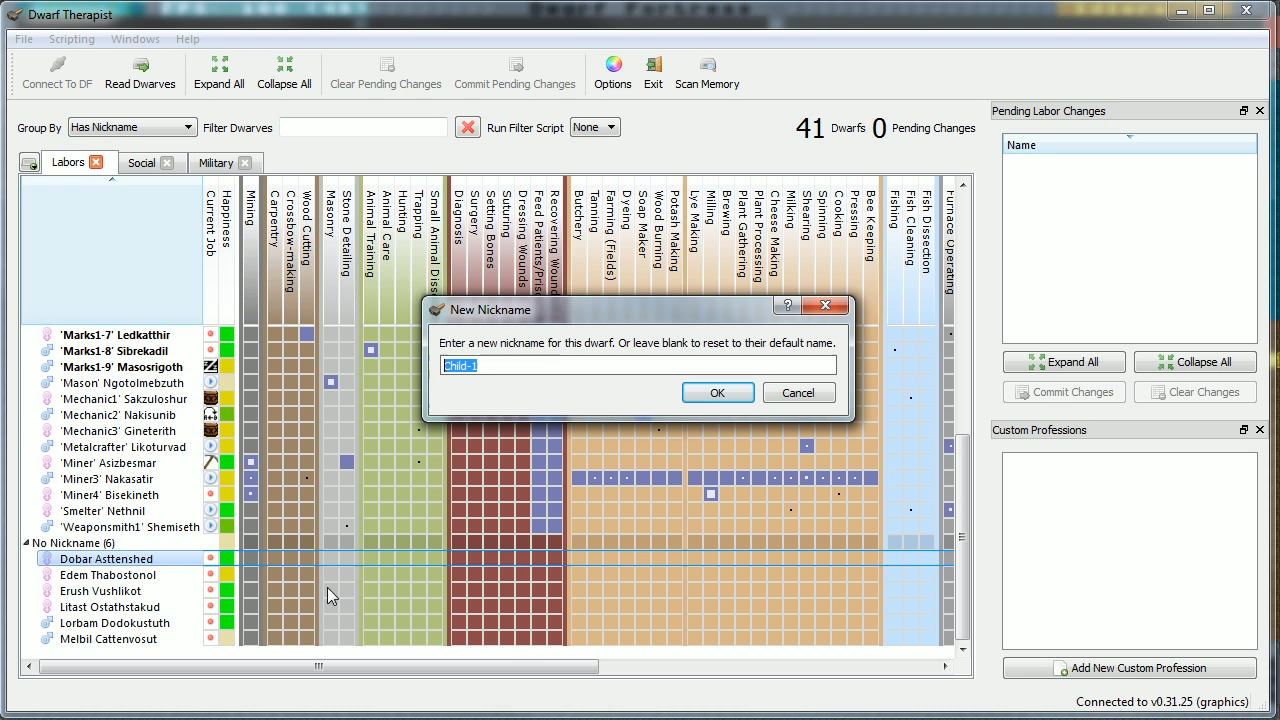 Dwarf Fortress
Dwarf Therapist
File Scripting Windows Help
Connect To DF Read Dwarves Expand All Collapse All Clear Pending Changes Commit Pending Changes Options Exit Scan Memory
Group By Has Nickname Filter Dwarves Run Filter Script None 41 Dwarfs 0 Pending Changes
Labors Social Military
Current Job
Happiness
Mining
Carpentry
Crossbow-making
Wood Cutting
Masonry
Stone Detailing
Animal Training
Animal Care
Hunting
Trapping
Small Animal Diss
Diagnosis
Surgery
Setting Bones
Suturing
Dressing Wounds
Feed Patients/Priso
Recovering Wound
Butchery
Tanning
Farming (Fields)
Dyeing
Soap Maker
Wood Burning
Potash Making
Lye Making
Milling
Brewing
Plant Gathering
Plant Processing
Cheese Making
Milking
Shearing
Spinning
Cooking
Pressing
Bee Keeping
Fishing
Fish Cleaning
Fish Dissection
Furnace Operating
'Marks1-7' Ledkatthir
'Marks1-8' Sibrekadil
'Marks1-9' Masosrigoth
'Mason' Ngotolmebzuth
'Mechanic1' Sakzuloshur
'Mechanic2' Nakisunib
'Mechanic3' Gineterith
'Metalcrafter' Likoturvad
'Miner' Asizbesmar
'Miner3' Nakasatir
'Miner4' Bisekineth
'Smelter' Nethnil
'Weaponsmith1' Shemiseth
No Nickname (6)
Dobar Asttenshed
Edem Thabostonol
Erush Vushlikot
Litast Ostathstakud
Lorbam Dodokustuth
Melbil Cattenvosut
New Nickname
Enter a new nickname for this dwarf. Or leave blank to reset to their default name.
Child-1
OK Cancel
Pending Labor Changes
Name
Expand All Collapse All
Commit Changes Clear Changes
Custom Professions
Add New Custom Profession
Connected to v0.31.25 (graphics)